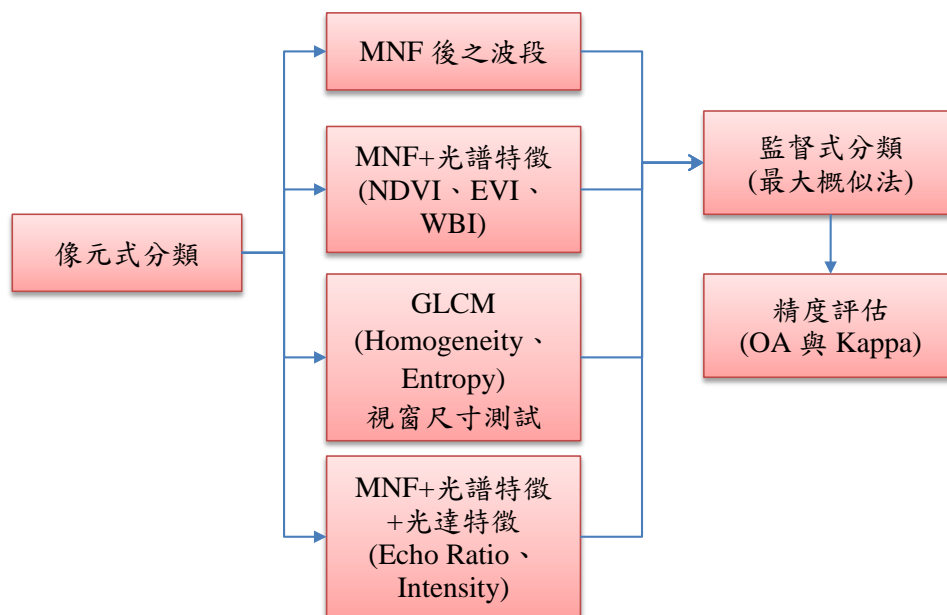 像元式分類
MNF 後之波段
MNF+光譜特徵
(NDVI、EVI、
WBI)
GLCM
(Homogeneity、
Entropy)
視窗尺寸測試
MNF+光譜特徵
+光達特徵
(Echo Ratio、
Intensity)
監督式分類
(最大概似法)
精度評估
(OA 與 Kappa)